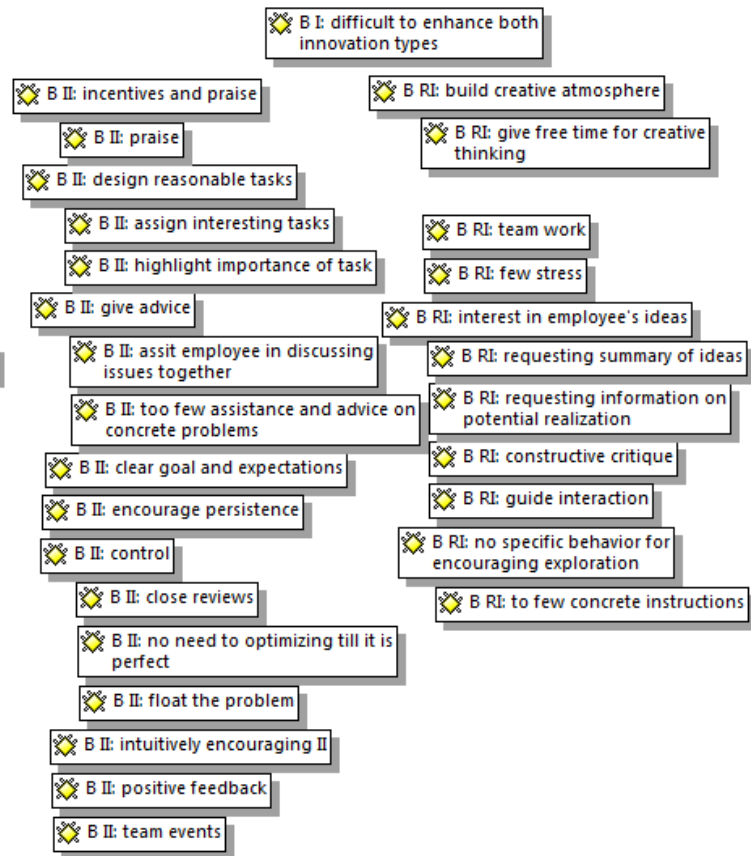 B I: difficult to enhance both
innovation types
B II: incentives and praise
B II: praise
B II: design reasonable tasks
B II: assign interesting tasks
B II: highlight importance of task
B II: give advice
B II: assit employee in discussing
issues together
B II: too few assistance and advice on
concrete problems
B II: clear goal and expectations
B II: encourage persistence
B II: control
B II: close reviews
B II: no need to optimizing till it is
perfect
B II: float the problem
B II: intuitively encouraging II
B II: positive feedback
B II: team events
B RI: build creative atmosphere
B RI: give free time for creative
thinking
B RI: team work
B RI: few stress
B RI: interest in employee's ideas
B RI: requesting summary of ideas
B RI: requesting information on
potential realization
B RI: constructive critique
B RI: guide interaction
B RI: no specific behavior for
encouraging exploration
B RI: to few concrete instructions